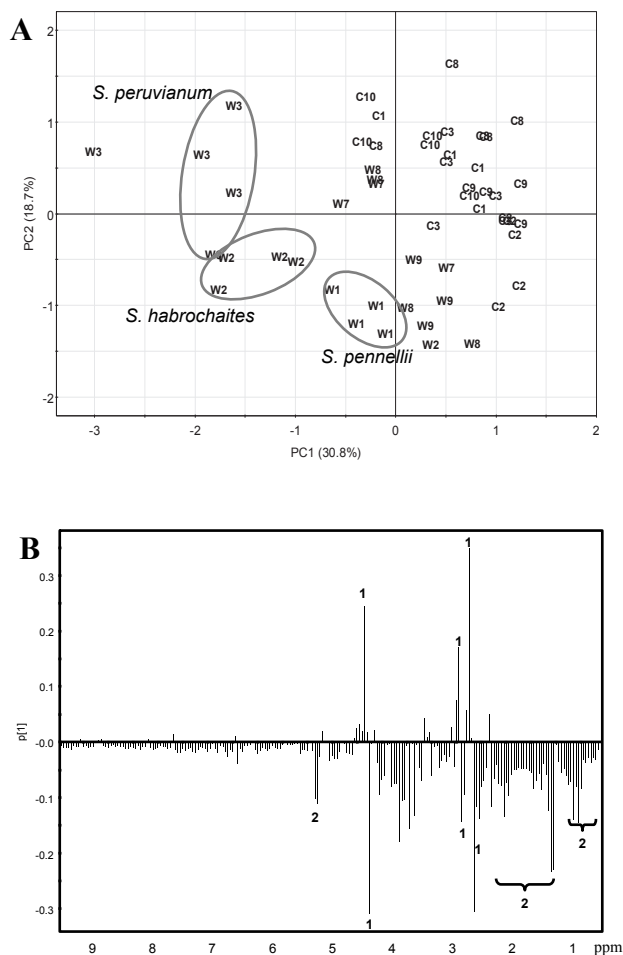 A
2
1
0
-1
-2
PC2 (18.7%)
S. peruvianum
S. habrochaites
S. pennellii
C8
W3
C10
C1
C8
W3
C10 C8
C10 C3 C8
C10
C1
W8
C3
C1
W7
C9 C9
W3
C10 C3
C9
W7
C1
C3
C9
C2
W2 W2
W2
W9
W7
W2
W1
C2
W1
W8
W9
C2
W1
W1
W9
W2
W8
-3 -2 -1 0 1 2
PC1 (30.8%)
B
0.3
0.2
0.1
-0.0
-0.1
-0.2
-0.3
p[1]
1
1
1
2
1
1
2
2
1
9 8 7 6 5 4 3 2 1 ppm